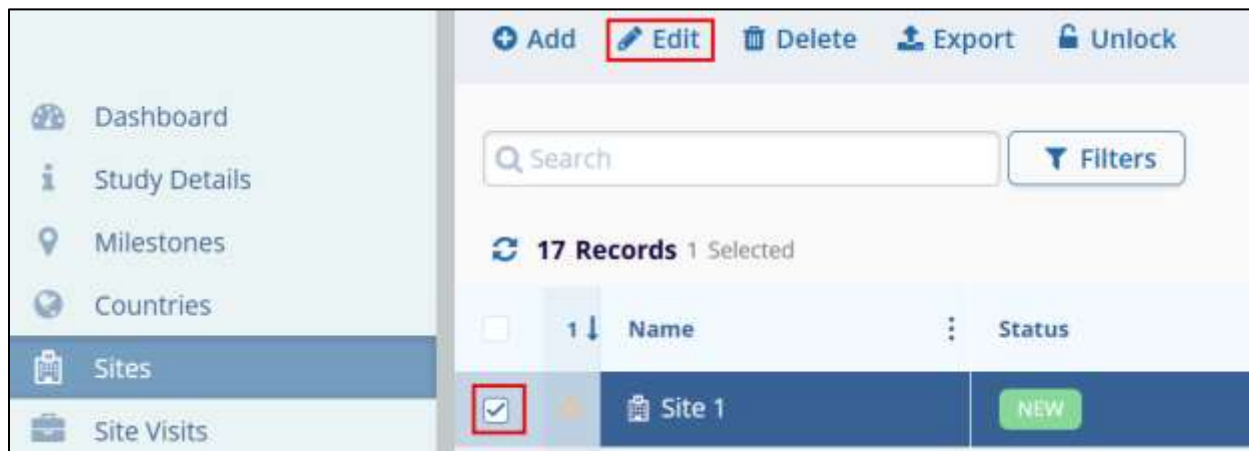 Add Edit Delete Export Unlock
Dashboard
Study Details
Milestones
Countries
Sites
Site Visits
Search Filters
17 Records 1 Selected
1 Name Status
Site 1 NEW